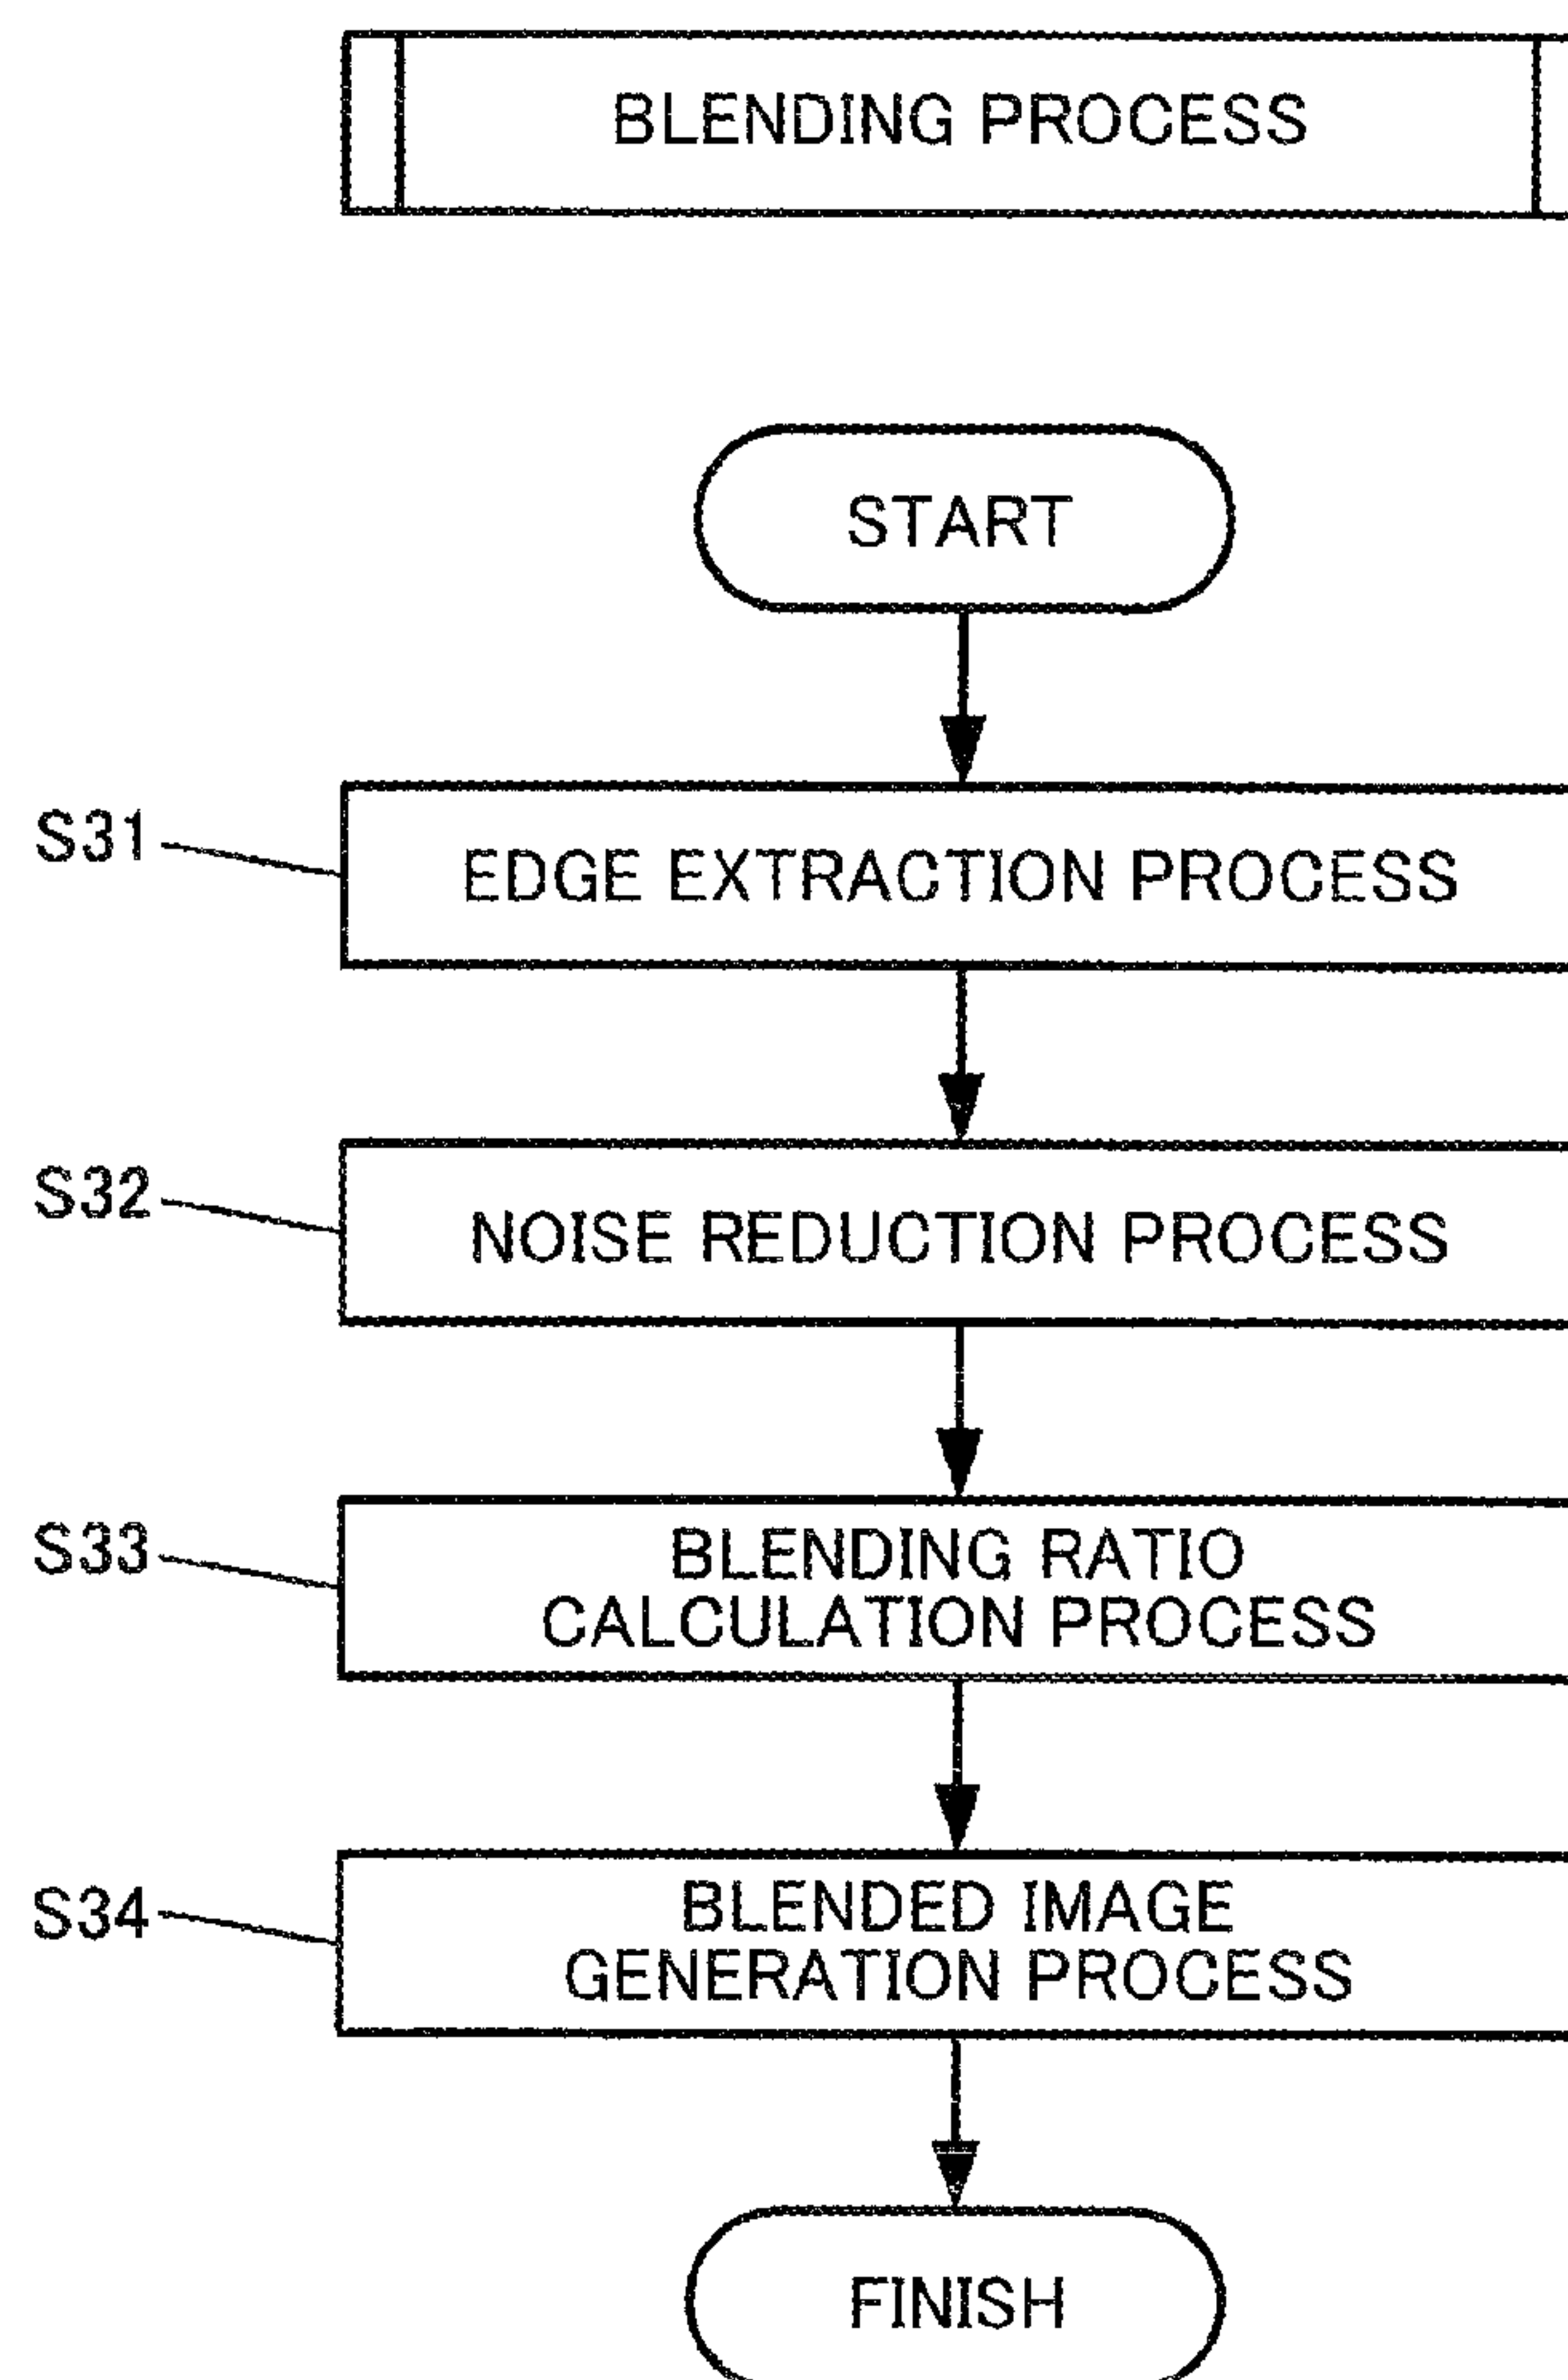 BLENDING PROCESS
START
S31
EDGE EXTRACTION PROCESS
S32
NOISE REDUCTION PROCESS
S33
BLENDING RATIO
CALCULATION PROCESS
S34
BLENDED IMAGE
GENERATION PROCESS
FINISH